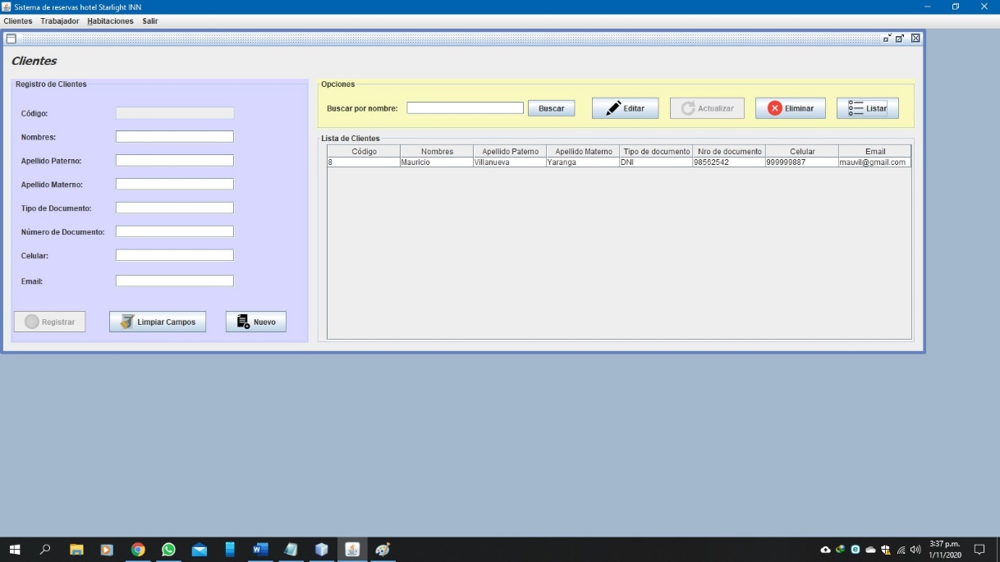 Sistema de reservas hotel Starlight INN
Clientes Trabajador Habitaciones Salir
Clientes
Registro de Clientes
Código:
Nombres:
Apellido Paterno:
Apellido Materno:
Tipo de Documento:
Número de Documento:
Celular:
Email:
Registrar Limpiar Campos Nuevo
Opciones
Buscar por nombre: Buscar Editar Actualizar Eliminar Listar
Lista de Clientes
Código Nombres Apellido Paterno Apellido Materno Tipo de documento Nro de documento Celular Email
8 Mauricio Villanueva Yaranga DNI 98562542 999999887 mauvil@gmail.com
3:37 p.m.
1/11/2020